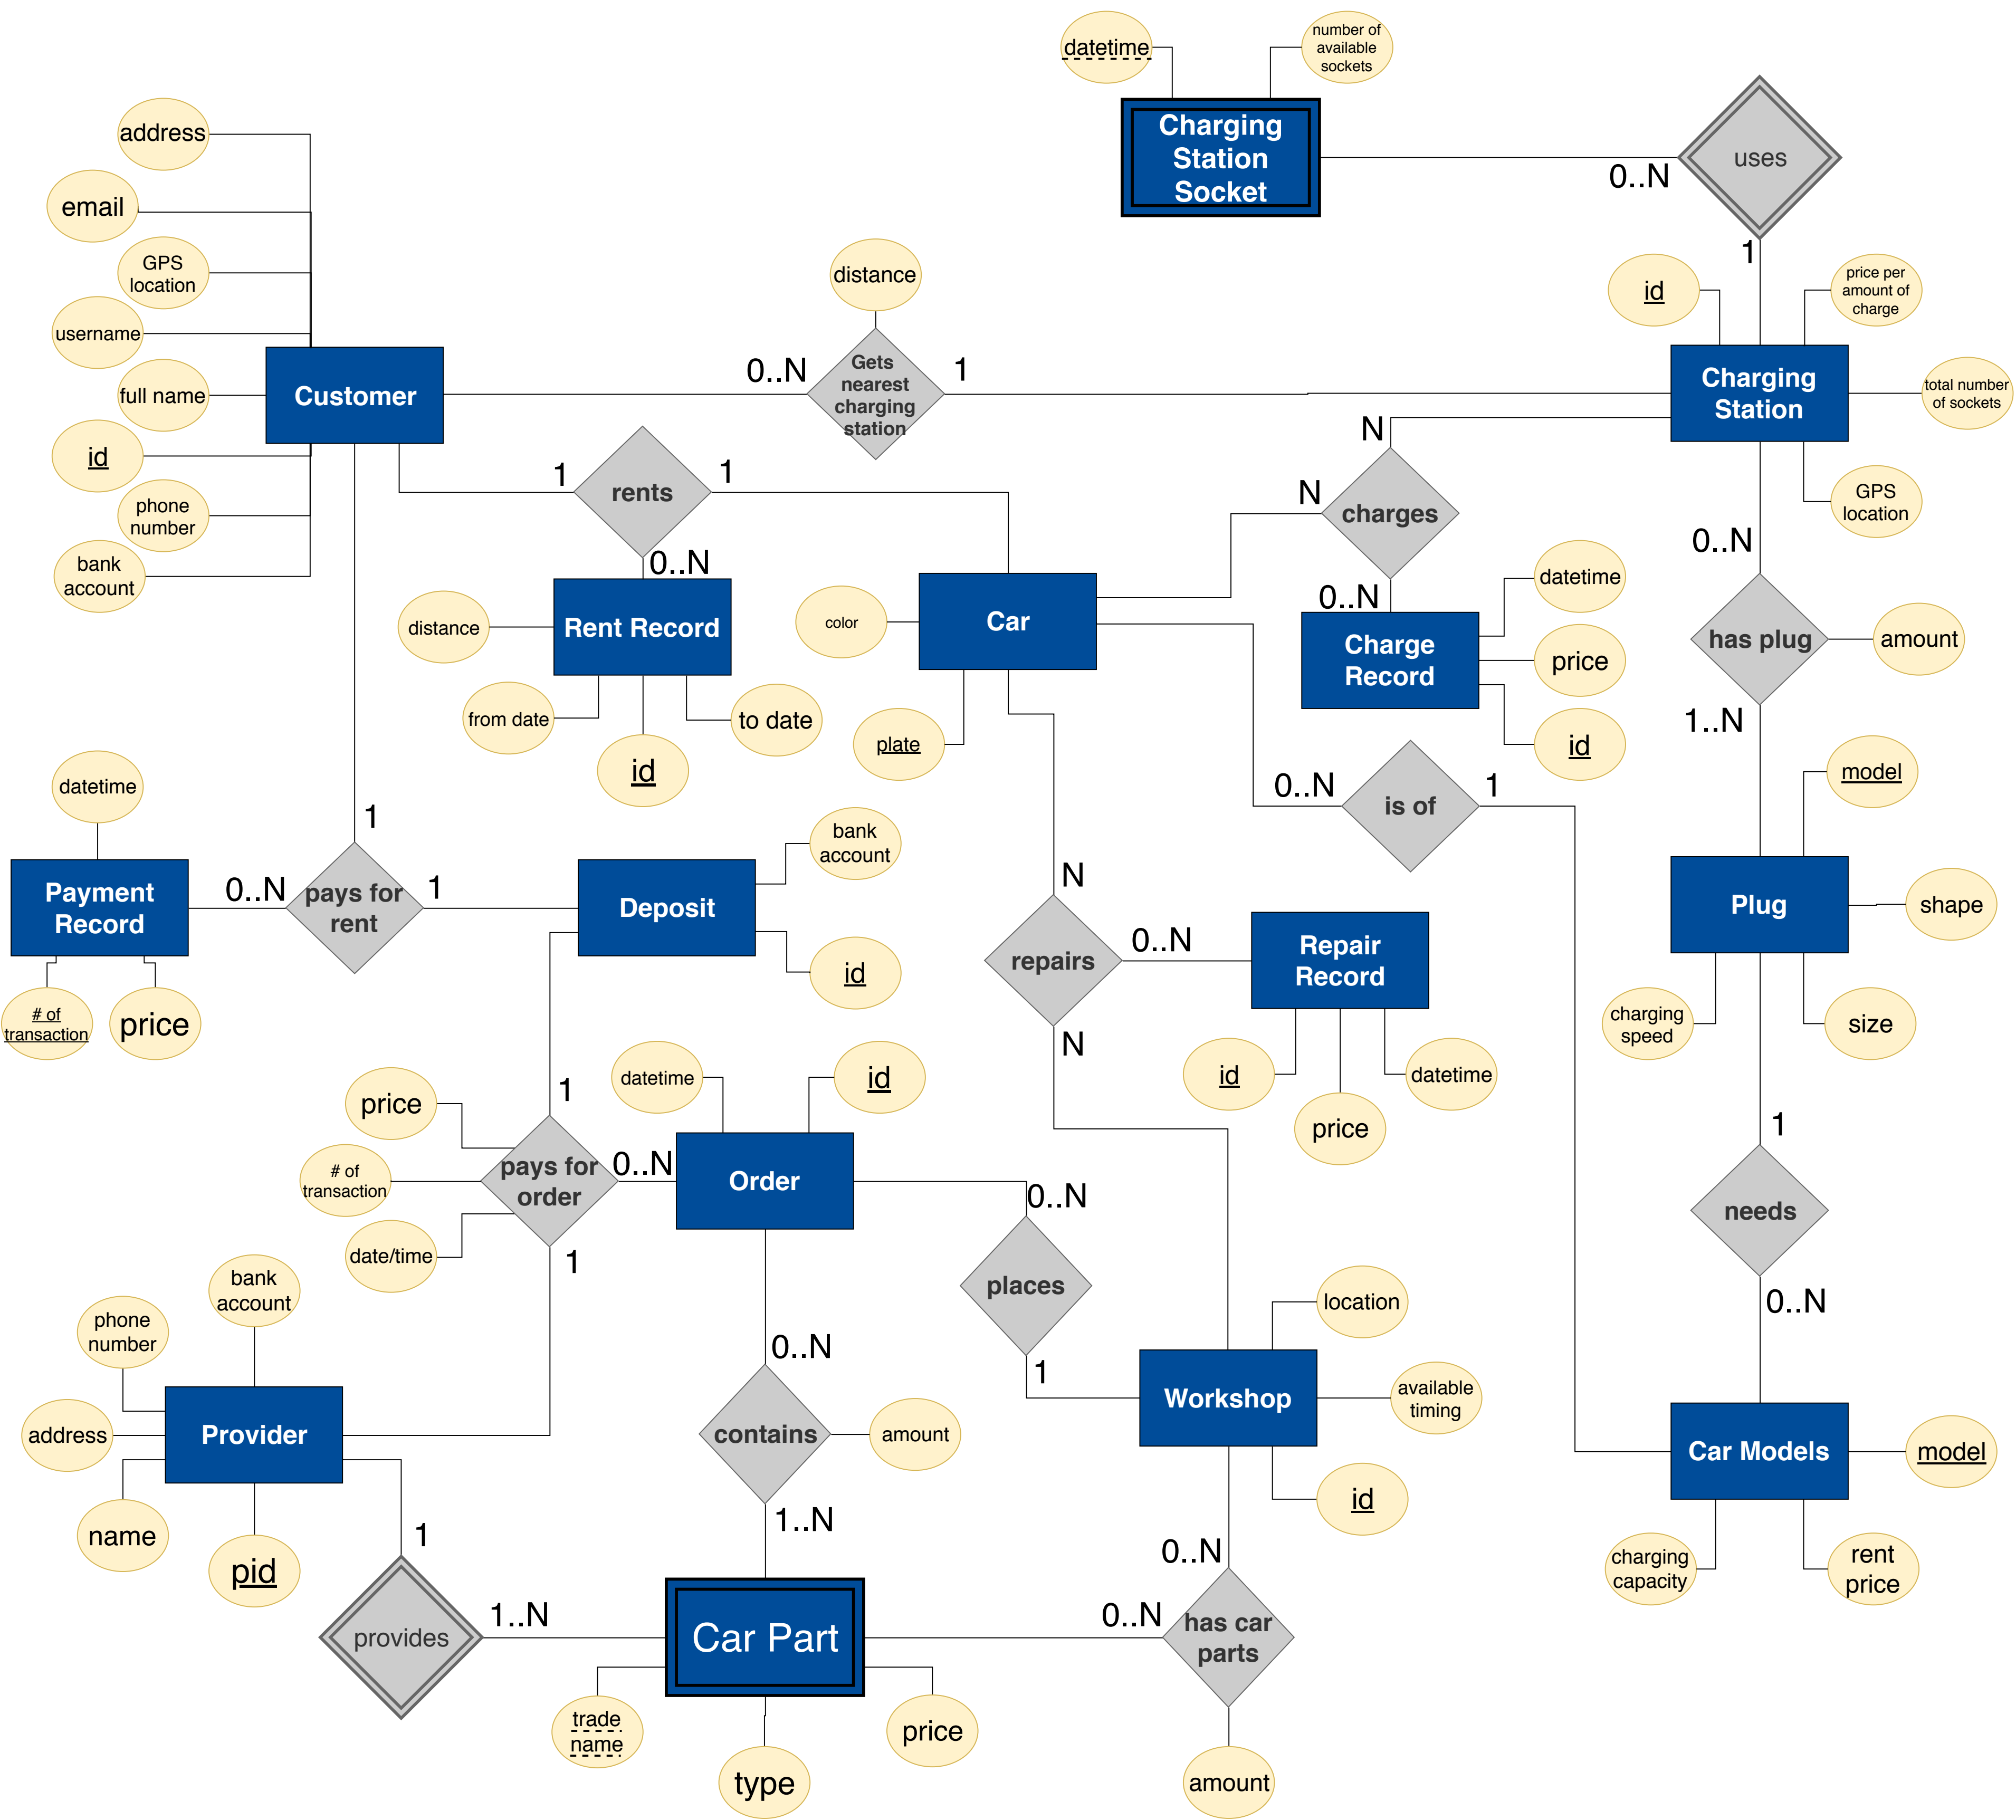 datetime
number of
available
sockets
Charging
Station
Socket
0..N
uses
1
address
email
GPS
location
username
full name
id
phone
number
bank
account
Customer
distance
0..N
Gets
nearest
charging
station
1
id
price per
amount of
charge
Charging
Station
total number
of sockets
GPS
location
1
rents
1
0..N
N
N
charges
0..N
distance
Rent Record
from date
id
to date
color
Car
plate
Charge
Record
datetime
price
id
0..N
has plug
amount
1..N
0..N
is of
1
model
datetime
1
Payment
Record
0..N
pays for
rent
1
Deposit
bank
account
id
# of
transaction
price
N
repairs
0..N
N
Repair
Record
id
price
datetime
Plug
shape
charging
speed
size
1
needs
0..N
price
# of
transaction
date/time
1
pays for
order
0..N
1
datetime
id
Order
0..N
places
1
bank
account
phone
number
address
Provider
name
pid
0..N
contains
amount
1..N
location
Workshop
available
timing
id
Car Models
model
charging
capacity
rent
price
1
provides
1..N
Car Part
0..N
0..N
has car
parts
trade
name
type
price
amount